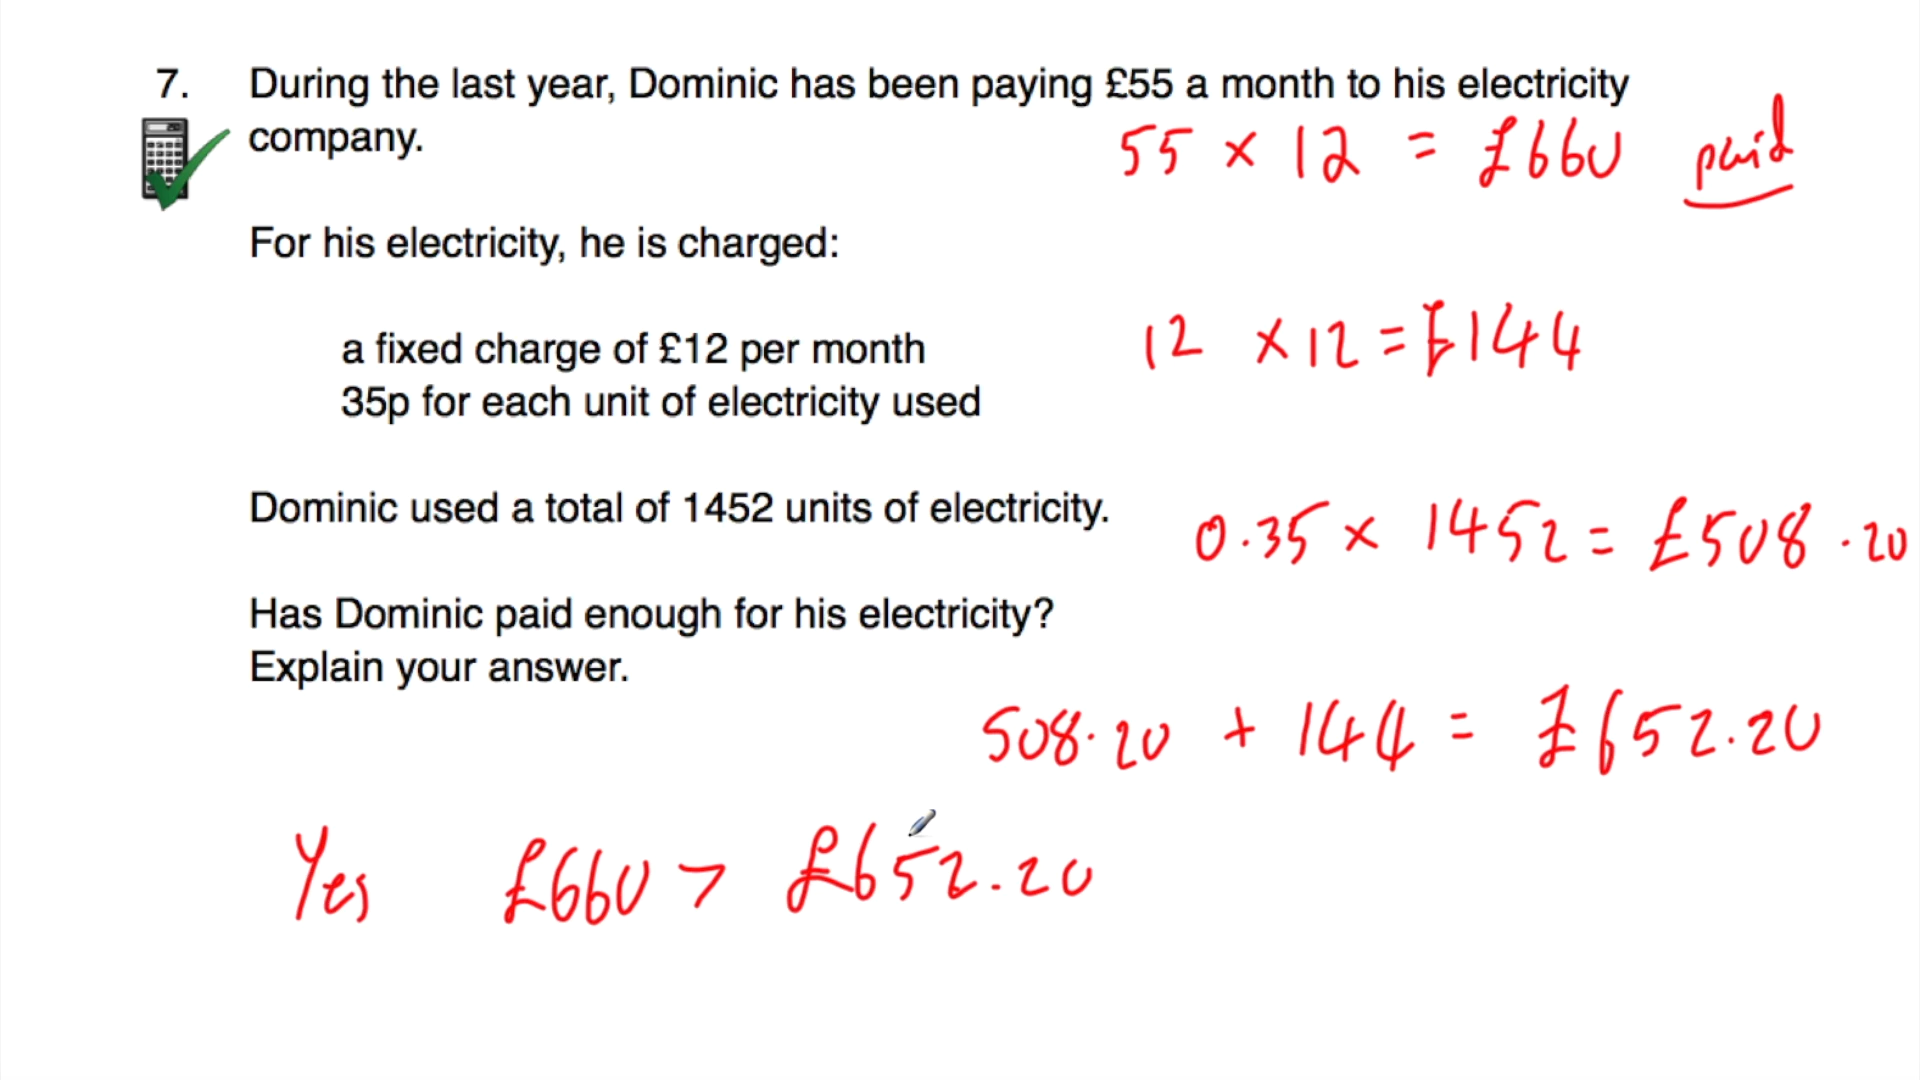 7. During the last year, Dominic has been paying £55 a month to his electricity
company.
55 × 12 = £660 paid
For his electricity, he is charged:
a fixed charge of £12 per month
12 × 12 = £144
35p for each unit of electricity used
Dominic used a total of 1452 units of electricity.
0.35 × 1452 = £508.20
Has Dominic paid enough for his electricity?
Explain your answer.
508.20 + 144 = £652.20
Yes £660 > £652.20